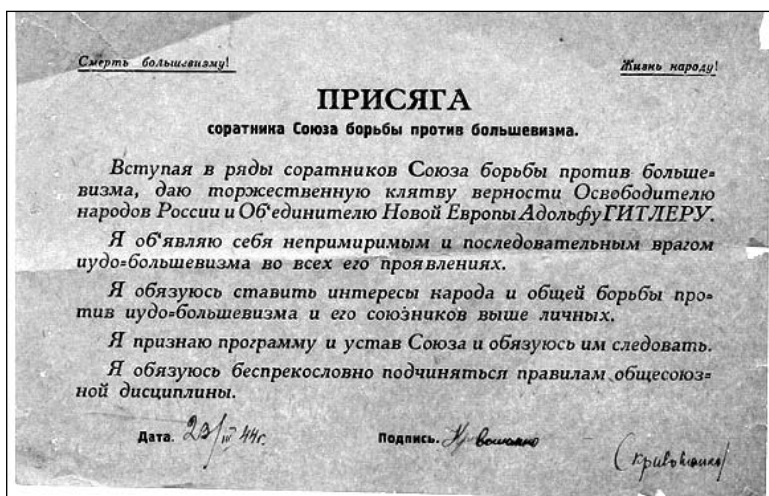 Смерть большевизму!
Жизнь народу!
ПРИСЯГА
соратника Союза борьбы против большевизма.
Вступая в ряды соратников Союза борьбы против больше=
визма, даю торжественную клятву верности Освободителю
народов России и Об'единителю Новой Европы Адольфу ГИТЛЕРУ.
Я об'являю себя непримиримым и последовательным врагом
иудо=большевизма во всех его проявлениях.
Я обязуюсь ставить интересы народа и общей борьбы про=
тив иудо=большевизма и его союзников выше личных.
Я признаю программу и устав Союза и обязуюсь им следовать.
Я обязуюсь беспрекословно подчиняться правилам общесоюз=
ной дисциплины.
Дата. 23/IV 44г. Подпись.